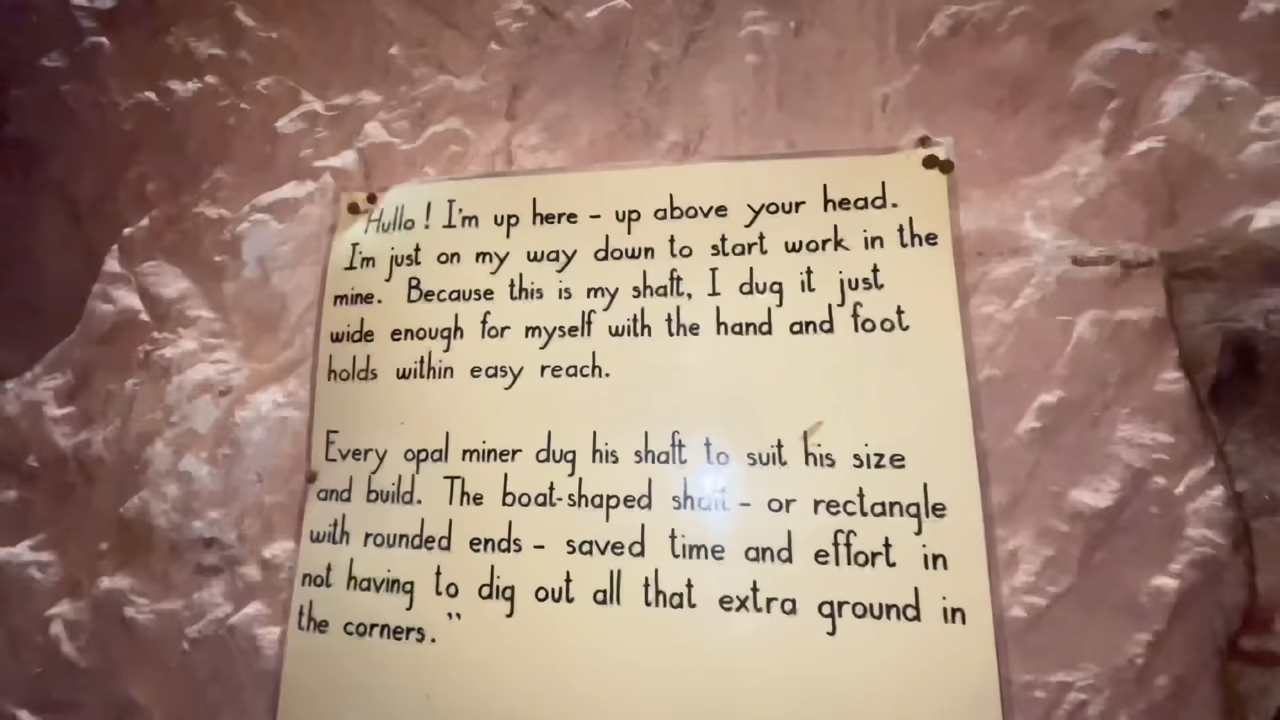 "Hullo! I'm up here - up above your head.
I'm just on my way down to start work in the
mine. Because this is my shaft, I dug it just
wide enough for myself with the hand and foot
holds within easy reach.
Every opal miner dug his shaft to suit his size
and build. The boat-shaped shaft - or rectangle
with rounded ends - saved time and effort in
not having to dig out all that extra ground in
the corners."